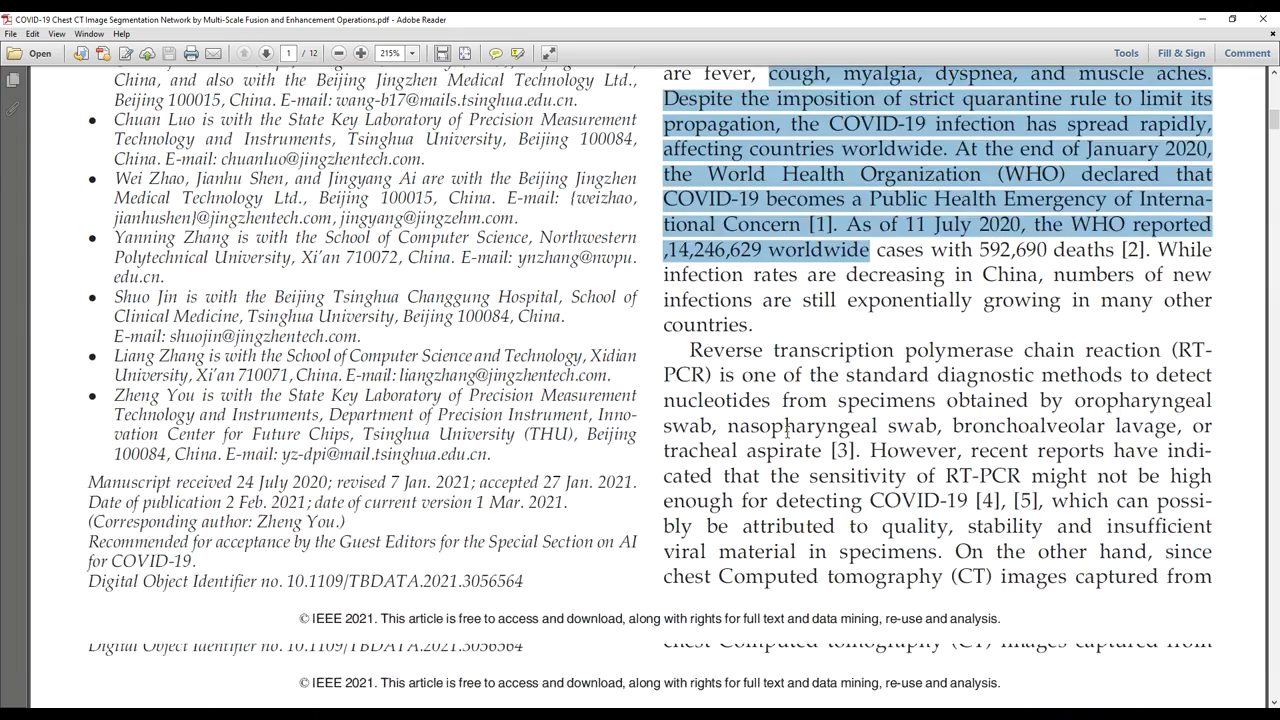 COVID-19 Chest CT Image Segmentation Network by Multi-Scale Fusion and Enhancement Operations.pdf - Adobe Reader
File Edit View Window Help
Open 1 / 12 215% Tools Fill & Sign Comment
China, and also with the Beijing Jingzhen Medical Technology Ltd.,
Beijing 100015, China. E-mail: wang-b17@mails.tsinghua.edu.cn.
● Chuan Luo is with the State Key Laboratory of Precision Measurement
Technology and Instruments, Tsinghua University, Beijing 100084,
China. E-mail: chuanluo@jingzhentech.com.
● Wei Zhao, Jianhu Shen, and Jingyang Ai are with the Beijing Jingzhen
Medical Technology Ltd., Beijing 100015, China. E-mail: {weizhao,
jianhushen}@jingzhentech.com, jingyang@jingzehm.com.
● Yanning Zhang is with the School of Computer Science, Northwestern
Polytechnical University, Xi'an 710072, China. E-mail: ynzhang@nwpu.
edu.cn.
● Shuo Jin is with the Beijing Tsinghua Changgung Hospital, School of
Clinical Medicine, Tsinghua University, Beijing 100084, China.
E-mail: shuojin@jingzhentech.com.
● Liang Zhang is with the School of Computer Science and Technology, Xidian
University, Xi'an 710071, China. E-mail: liangzhang@jingzhentech.com.
● Zheng You is with the State Key Laboratory of Precision Measurement
Technology and Instruments, Department of Precision Instrument, Inno-
vation Center for Future Chips, Tsinghua University (THU), Beijing
100084, China. E-mail: yz-dpi@mail.tsinghua.edu.cn.
Manuscript received 24 July 2020; revised 7 Jan. 2021; accepted 27 Jan. 2021.
Date of publication 2 Feb. 2021; date of current version 1 Mar. 2021.
(Corresponding author: Zheng You.)
Recommended for acceptance by the Guest Editors for the Special Section on AI
for COVID-19.
Digital Object Identifier no. 10.1109/TBDATA.2021.3056564
are fever, cough, myalgia, dyspnea, and muscle aches.
Despite the imposition of strict quarantine rule to limit its
propagation, the COVID-19 infection has spread rapidly,
affecting countries worldwide. At the end of January 2020,
the World Health Organization (WHO) declared that
COVID-19 becomes a Public Health Emergency of Interna-
tional Concern [1]. As of 11 July 2020, the WHO reported
,14,246,629 worldwide cases with 592,690 deaths [2]. While
infection rates are decreasing in China, numbers of new
infections are still exponentially growing in many other
countries.
Reverse transcription polymerase chain reaction (RT-
PCR) is one of the standard diagnostic methods to detect
nucleotides from specimens obtained by oropharyngeal
swab, nasopharyngeal swab, bronchoalveolar lavage, or
tracheal aspirate [3]. However, recent reports have indi-
cated that the sensitivity of RT-PCR might not be high
enough for detecting COVID-19 [4], [5], which can possi-
bly be attributed to quality, stability and insufficient
viral material in specimens. On the other hand, since
chest Computed tomography (CT) images captured from
© IEEE 2021. This article is free to access and download, along with rights for full text and data mining, re-use and analysis.
Digital Object Identifier no. 10.1109/TBDATA.2021.3056564
chest Computed tomography (CT) images captured from
© IEEE 2021. This article is free to access and download, along with rights for full text and data mining, re-use and analysis.